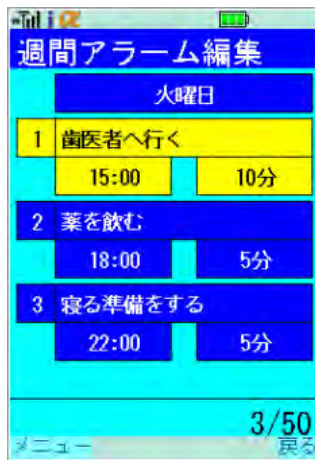 iα
週間アラーム編集
火曜日
1 歯医者へ行く
15:00 10分
2 薬を飲む
18:00 5分
3 寝る準備をする
22:00 5分
3/50
メニュー 戻る